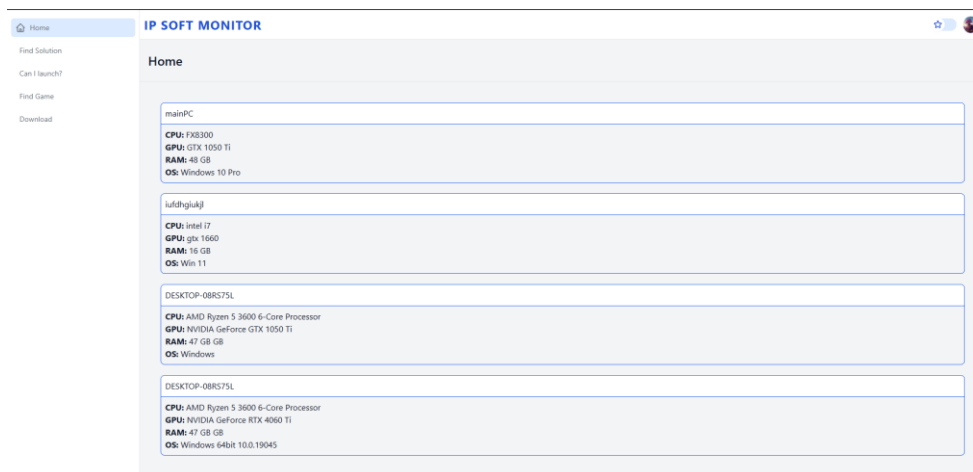 Home
Find Solution
Can I launch?
Find Game
Download
IP SOFT MONITOR
Home
mainPC
CPU: FX8300
GPU: GTX 1050 Ti
RAM: 48 GB
OS: Windows 10 Pro
iufdhgiukjl
CPU: intel i7
GPU: gtx 1660
RAM: 16 GB
OS: Win 11
DESKTOP-08RS75L
CPU: AMD Ryzen 5 3600 6-Core Processor
GPU: NVIDIA GeForce GTX 1050 Ti
RAM: 47 GB GB
OS: Windows
DESKTOP-08RS75L
CPU: AMD Ryzen 5 3600 6-Core Processor
GPU: NVIDIA GeForce RTX 4060 Ti
RAM: 47 GB GB
OS: Windows 64bit 10.0.19045